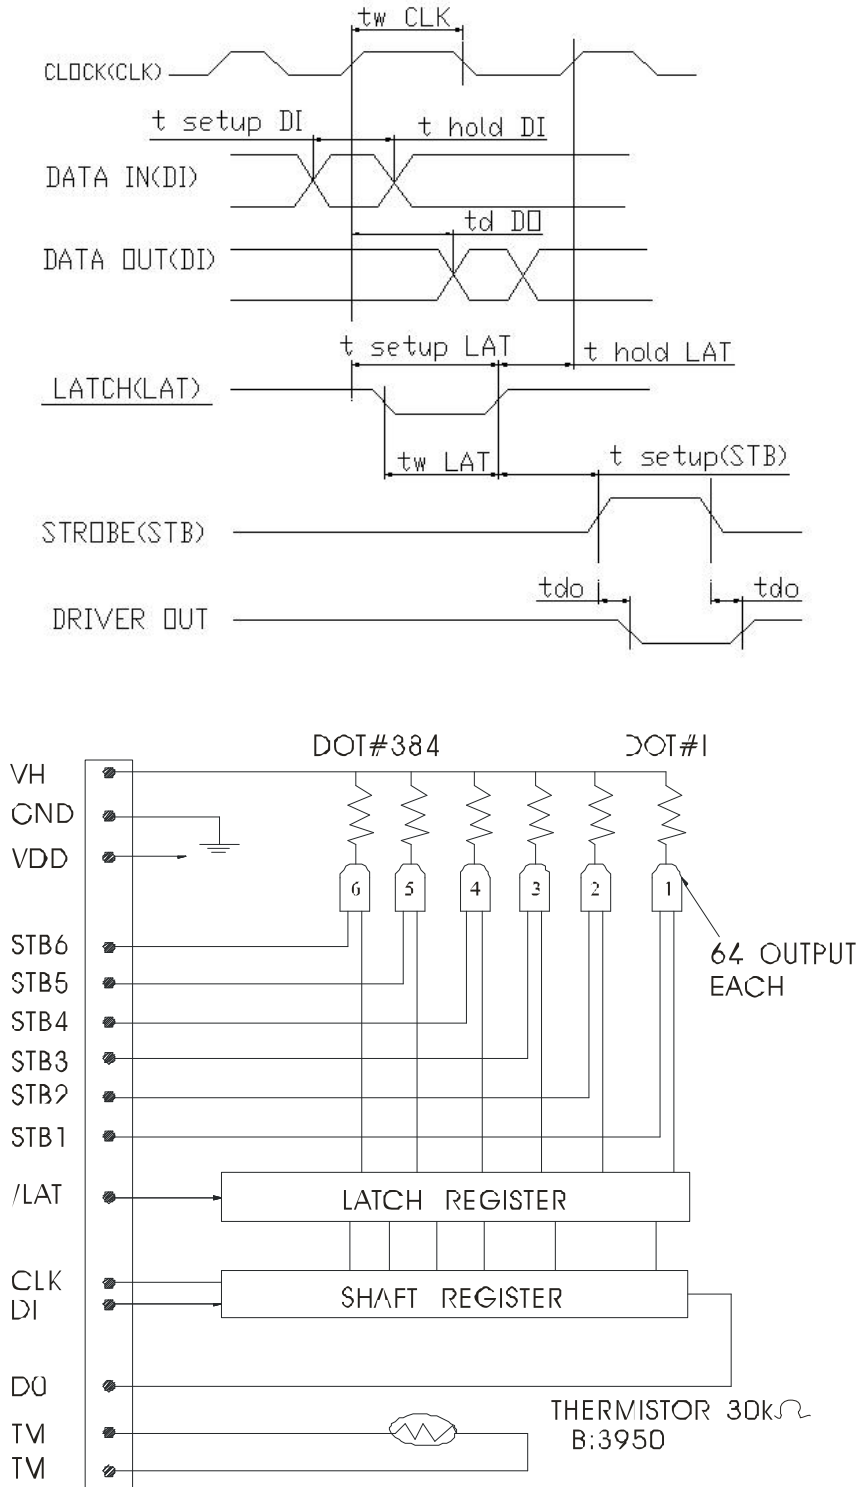 tw CLK
CLOCK(CLK)
t setup DI
t hold DI
DATA IN(DI)
td DO
DATA OUT(DI)
t setup LAT
t hold LAT
LATCH(LAT)
tw LAT
t setup(STB)
STROBE(STB)
tdo
tdo
DRIVER OUT
DOT#384
DOT#1
VH
GND
VDD
6 5 4 3 2 1
64 OUTPUT
EACH
STB6
STB5
STB4
STB3
STB2
STB1
/LAT
LATCH REGISTER
CLK
SHAFT REGISTER
DI
DO
THERMISTOR 30KΩ
B:3950
TM
TM